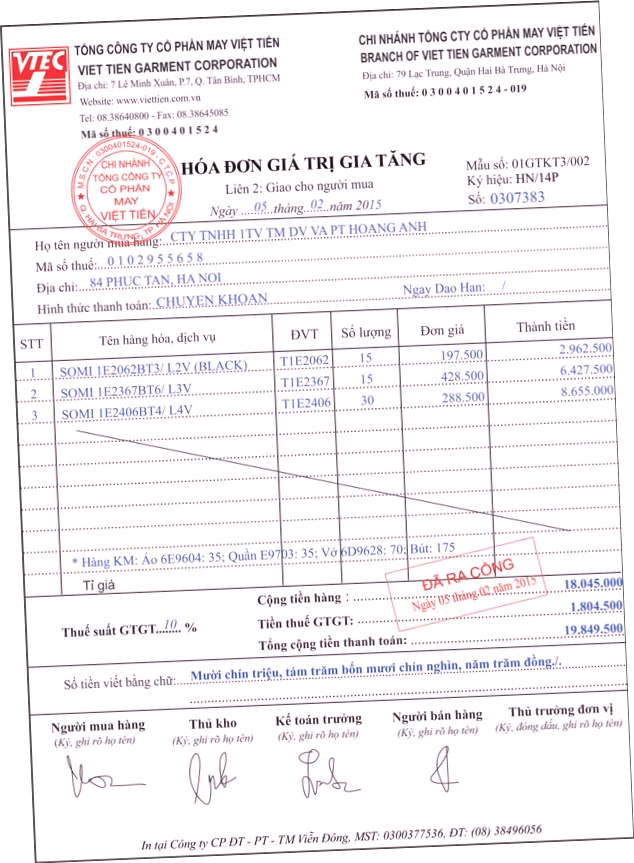 VTEC
TỔNG CÔNG TY CỔ PHẦN MAY VIỆT TIẾN
VIET TIEN GARMENT CORPORATION
Địa chỉ: 7 Lê Minh Xuân, P.7, Q. Tân Bình, TPHCM
Website: www.viettien.com.vn
Tel: 08.38640800 - Fax: 08.38645085
Mã số thuế: 0 3 0 0 4 0 1 5 2 4
CHI NHÁNH TỔNG CTY CỔ PHẦN MAY VIỆT TIẾN
BRANCH OF VIET TIEN GARMENT CORPORATION
Địa chỉ: 79 Lạc Trung, Quận Hai Bà Trưng, Hà Nội
Mã số thuế: 0 3 0 0 4 0 1 5 2 4 - 019
M.S.C.N: 0300401524-019-C.T.C.P
CHI NHÁNH
TỔNG CÔNG TY
CỔ PHẦN
MAY
VIỆT TIẾN
Q. HAI BÀ TRƯNG, TP. HÀ NỘI
HÓA ĐƠN GIÁ TRỊ GIA TĂNG
Liên 2: Giao cho người mua
Ngày .....05..tháng...02...năm 2015
Mẫu số: 01GTKT3/002
Ký hiệu: HN/14P
Số: 0307383
Họ tên người mua hàng: CTY TNHH 1TV TM DV VA PT HOANG ANH
Mã số thuế: 0 1 0 2 9 5 5 6 5 8
Địa chỉ: 84 PHUC TAN, HA NOI
Hình thức thanh toán: CHUYEN KHOAN Ngay Dao Han: /
STT Tên hàng hóa, dịch vụ ĐVT Số lượng Đơn giá Thành tiền
1 SOMI 1E2062BT3/ L2V (BLACK) T1E2062 15 197.500 2.962.500
2 SOMI 1E2367BT6/ L3V T1E2367 15 428.500 6.427.500
3 SOMI 1E2406BT4/ L4V T1E2406 30 288.500 8.655.000
* Hàng KM: Áo 6E9604: 35; Quần E9703: 35; Vớ 6D9628: 70; Bút: 175
Tỉ giá
ĐÃ RA CỔNG
Ngày 05 tháng 02 năm 2015
Cộng tiền hàng : 18.045.000
Thuế suất GTGT...10... % Tiền thuế GTGT: 1.804.500
Tổng cộng tiền thanh toán: 19.849.500
Số tiền viết bằng chữ: Mười chín triệu, tám trăm bốn mươi chín nghìn, năm trăm đồng./.
Người mua hàng Thủ kho Kế toán trưởng Người bán hàng Thủ trưởng đơn vị
(Ký, ghi rõ họ tên) (Ký, ghi rõ họ tên) (Ký, ghi rõ họ tên) (Ký, ghi rõ họ tên) (Ký, đóng dấu, ghi rõ họ tên)
In tại Công ty CP ĐT - PT - TM Viễn Đông, MST: 0300377536, ĐT: (08) 38496056